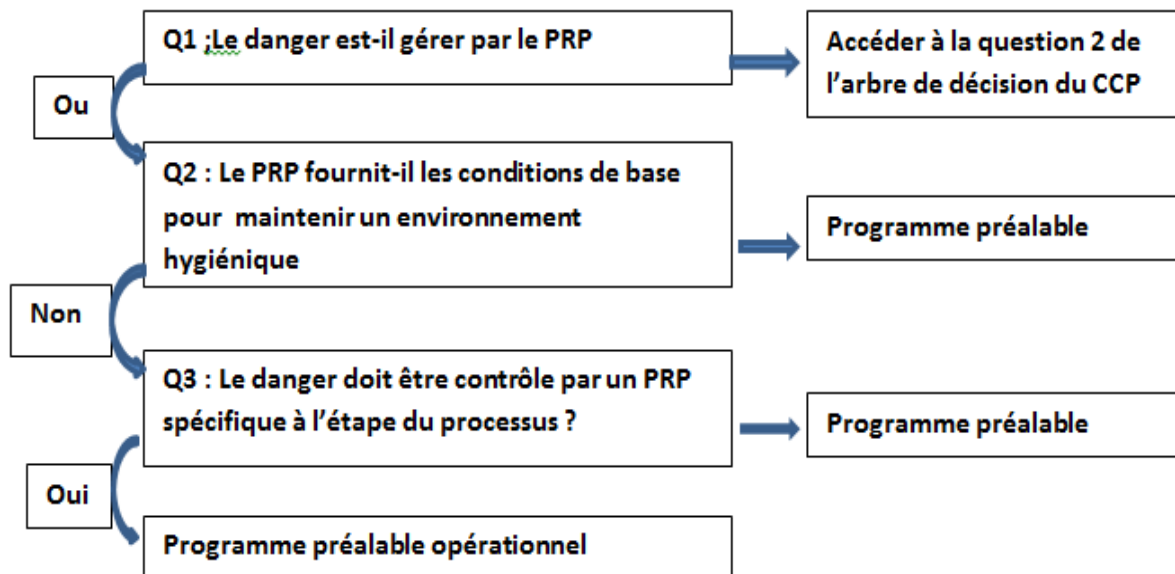 Q1 ;Le danger est-il gérer par le PRP
Accéder à la question 2 de
l'arbre de décision du CCP
Ou
Q2 : Le PRP fournit-il les conditions de base
pour maintenir un environnement
hygiénique
Programme préalable
Non
Q3 : Le danger doit être contrôle par un PRP
spécifique à l'étape du processus ?
Programme préalable
Oui
Programme préalable opérationnel